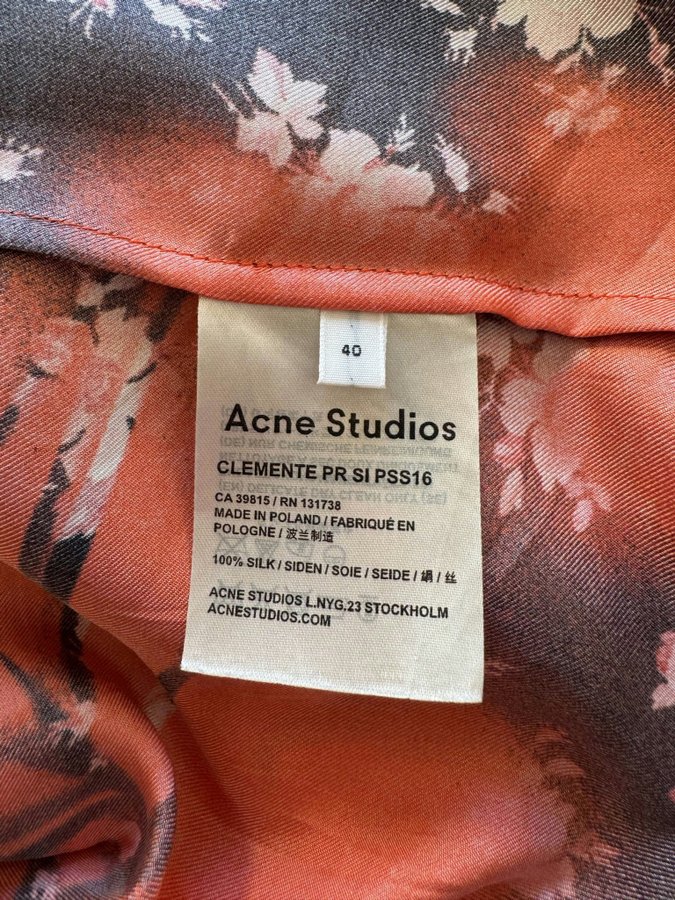 40
Acne Studios
CLEMENTE PR SI PSS16
CA 39815 / RN 131738
MADE IN POLAND / FABRIQUÉ EN
POLOGNE / 波兰制造
100% SILK / SIDEN / SOIE / SEIDE / 絹 / 丝
ACNE STUDIOS L.NYG.23 STOCKHOLM
ACNESTUDIOS.COM